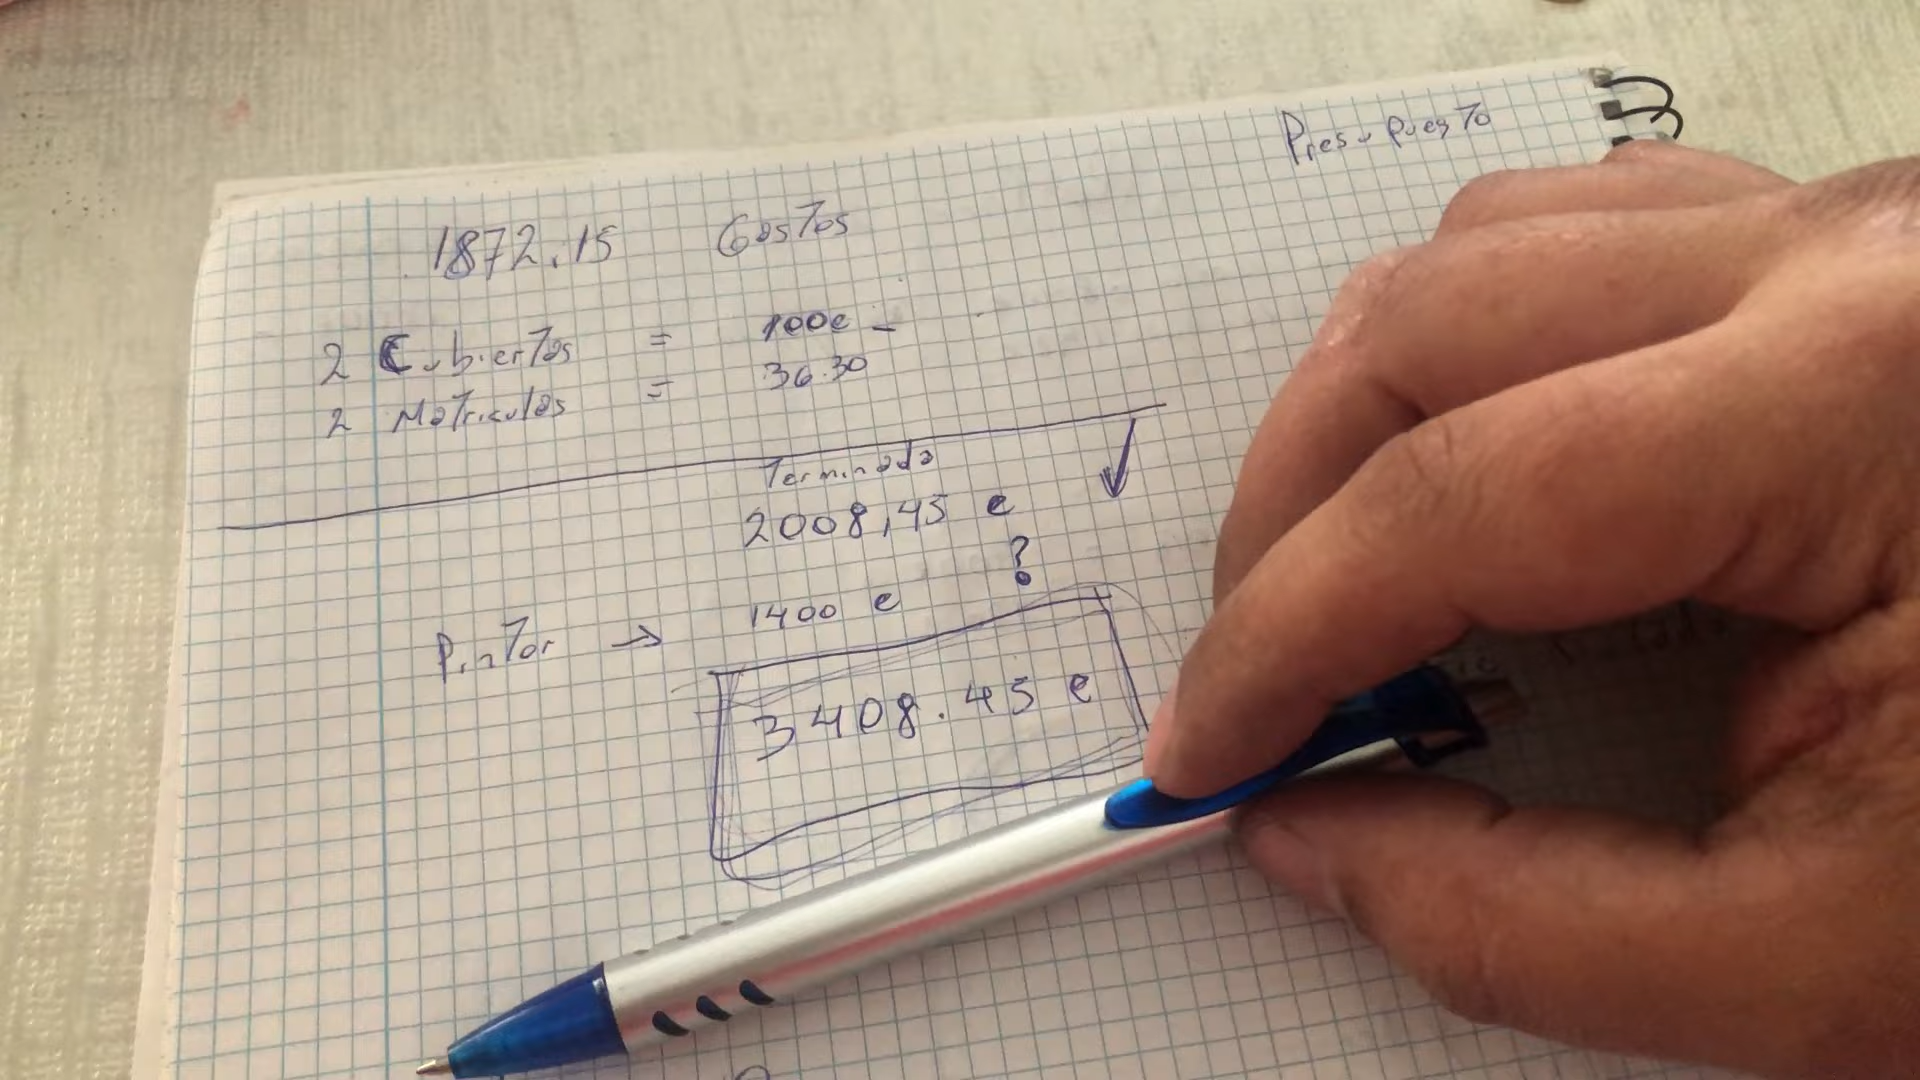 Presupuesto
1872.15 Gastos
2 Cubiertas = 100e -
2 Matriculas = 36.30
Terminada
2008,45 e
?
Pintor → 1400 e
3408.45 e